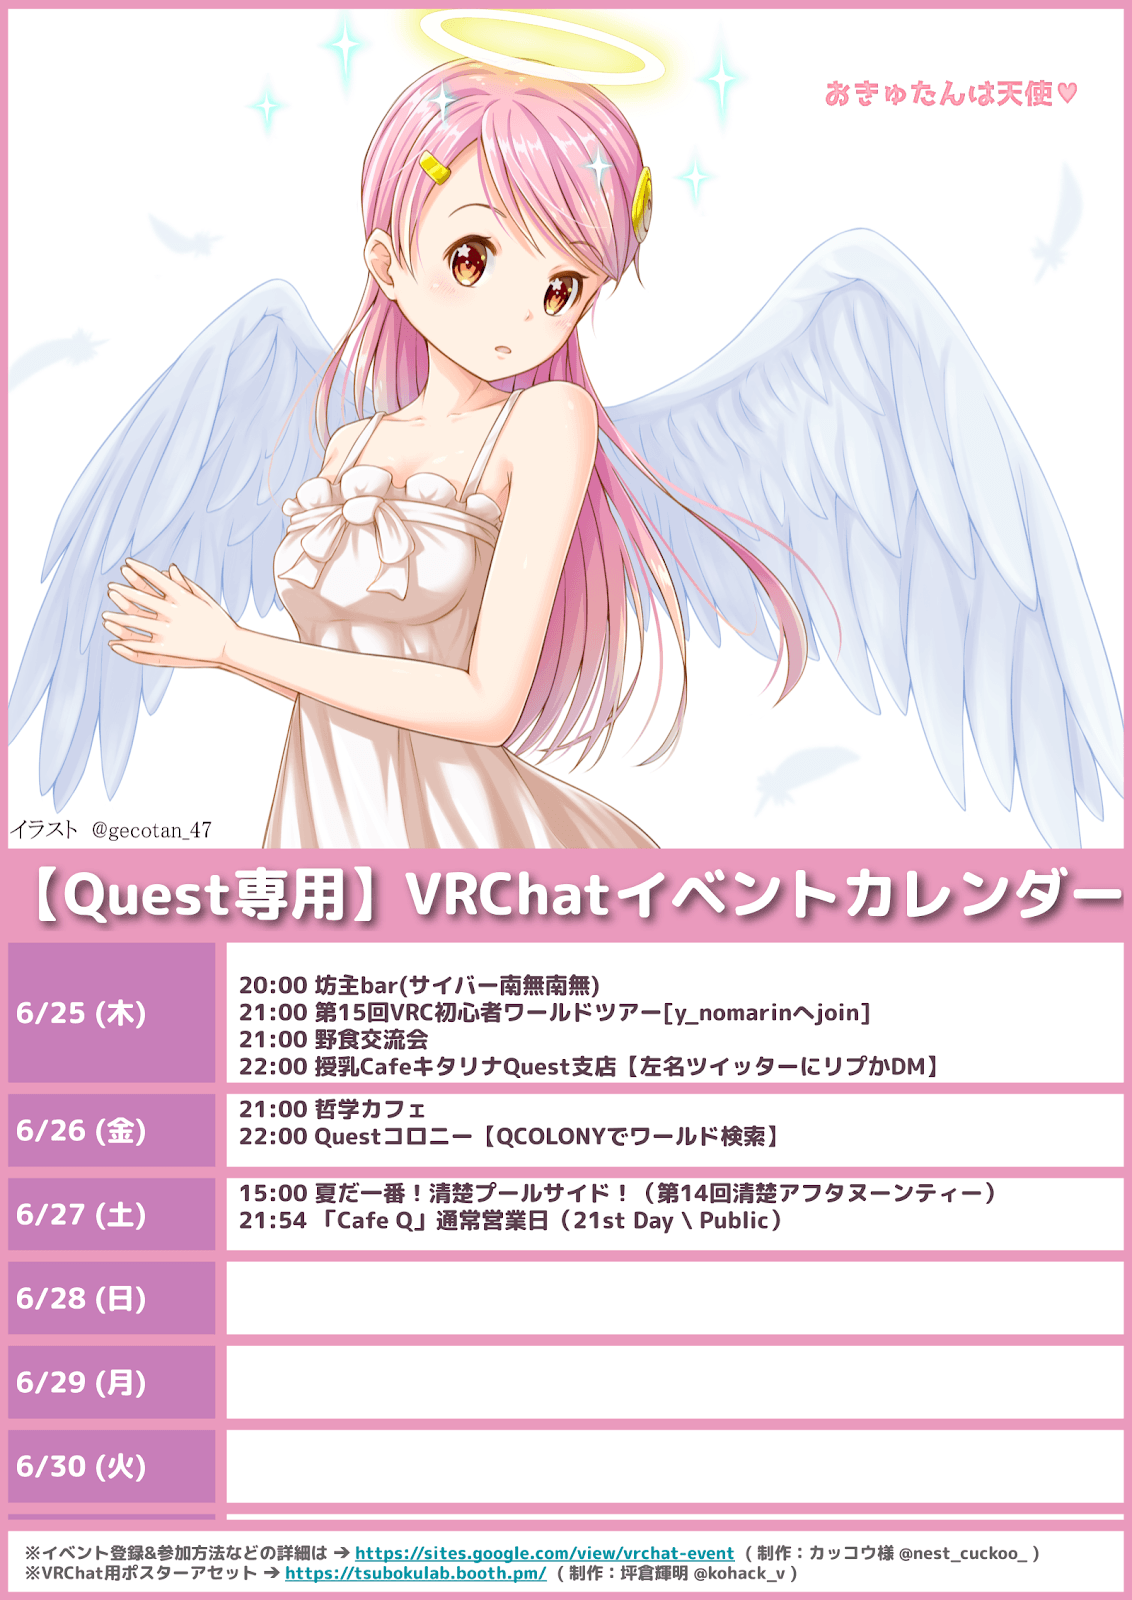 おきゅたんは天使♥
イラスト @gecotan_47
【Quest専用】VRChatイベントカレンダー
6/25 (木)
20:00 坊主bar(サイバー南無南無)
21:00 第15回VRC初心者ワールドツアー[y_nomarinへjoin]
21:00 野食交流会
22:00 授乳CafeキタリナQuest支店【左名ツイッターにリプかDM】
6/26 (金)
21:00 哲学カフェ
22:00 Questコロニー【QCOLONYでワールド検索】
6/27 (土)
15:00 夏だ一番！清楚プールサイド！（第14回清楚アフタヌーンティー）
21:54 「Cafe Q」通常営業日（21st Day \ Public）
6/28 (日)
6/29 (月)
6/30 (火)
※イベント登録&参加方法などの詳細は → https://sites.google.com/view/vrchat-event ( 制作：カッコウ様 @nest_cuckoo_ )
※VRChat用ポスターアセット → https://tsubokulab.booth.pm/ ( 制作：坪倉輝明 @kohack_v )